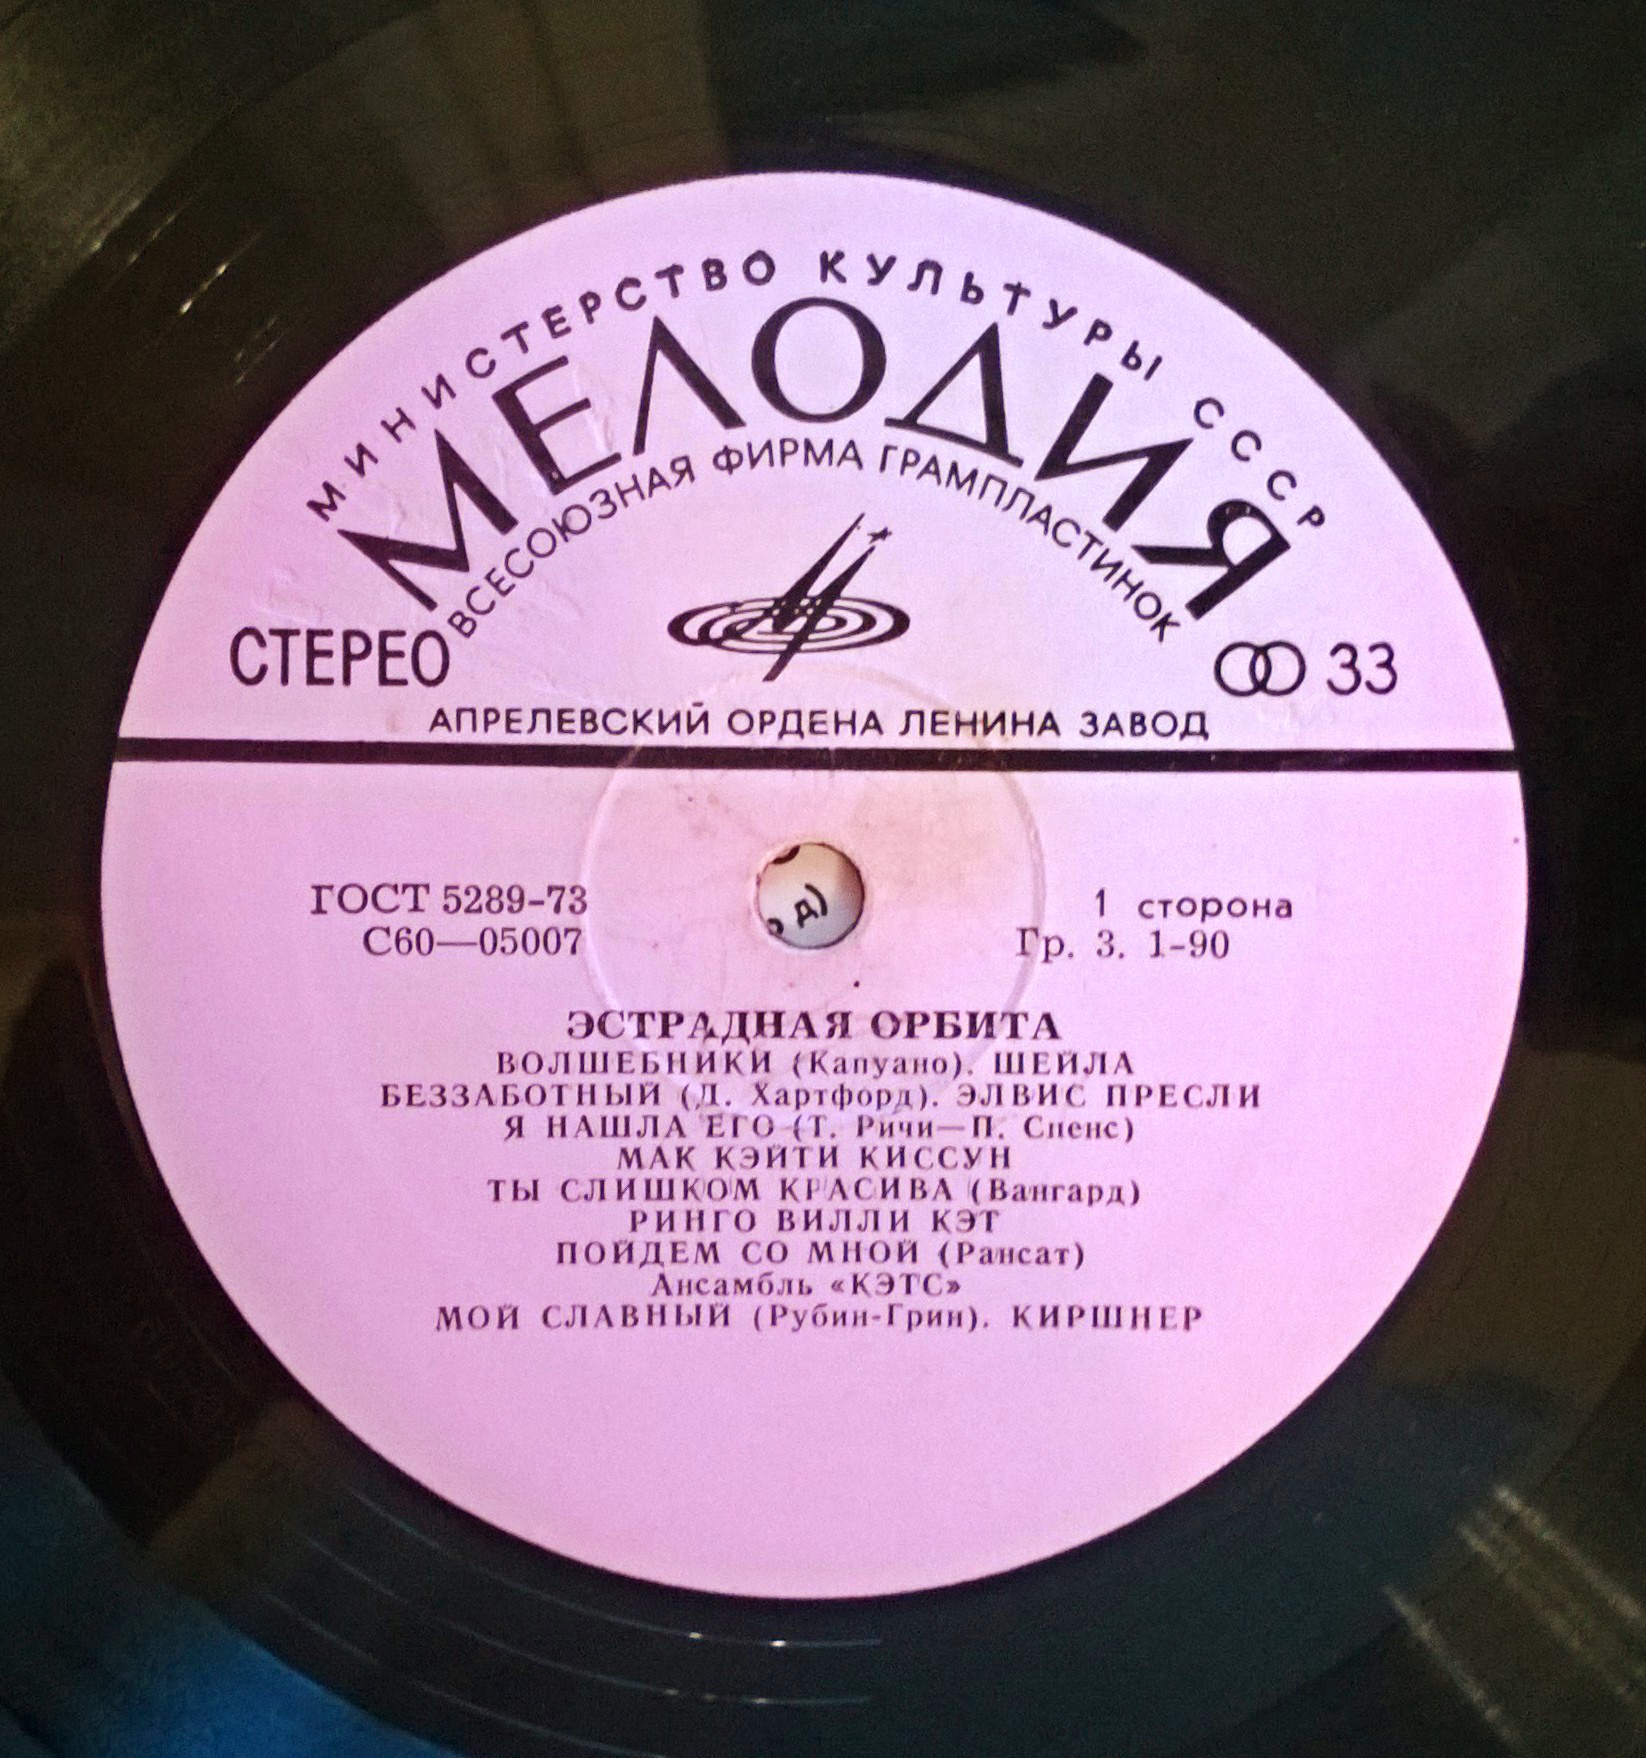 МИНИСТЕРСТВО КУЛЬТУРЫ СССР
МЕЛОДИЯ
ВСЕСОЮЗНАЯ ФИРМА ГРАМПЛАСТИНОК
СТЕРЕО
33
АПРЕЛЕВСКИЙ ОРДЕНА ЛЕНИНА ЗАВОД
ГОСТ 5289-73
С60—05007
1 сторона
Гр. 3. 1-90
ЭСТРАДНАЯ ОРБИТА
ВОЛШЕБНИКИ (Капуано). ШЕЙЛА
БЕЗЗАБОТНЫЙ (Д. Хартфорд). ЭЛВИС ПРЕСЛИ
Я НАШЛА ЕГО (Т. Ричи—П. Спенс)
МАК КЭЙТИ КИССУН
ТЫ СЛИШКОМ КРАСИВА (Вангард)
РИНГО ВИЛЛИ КЭТ
ПОЙДЕМ СО МНОЙ (Рансат)
Ансамбль «КЭТС»
МОЙ СЛАВНЫЙ (Рубин-Грин). КИРШНЕР